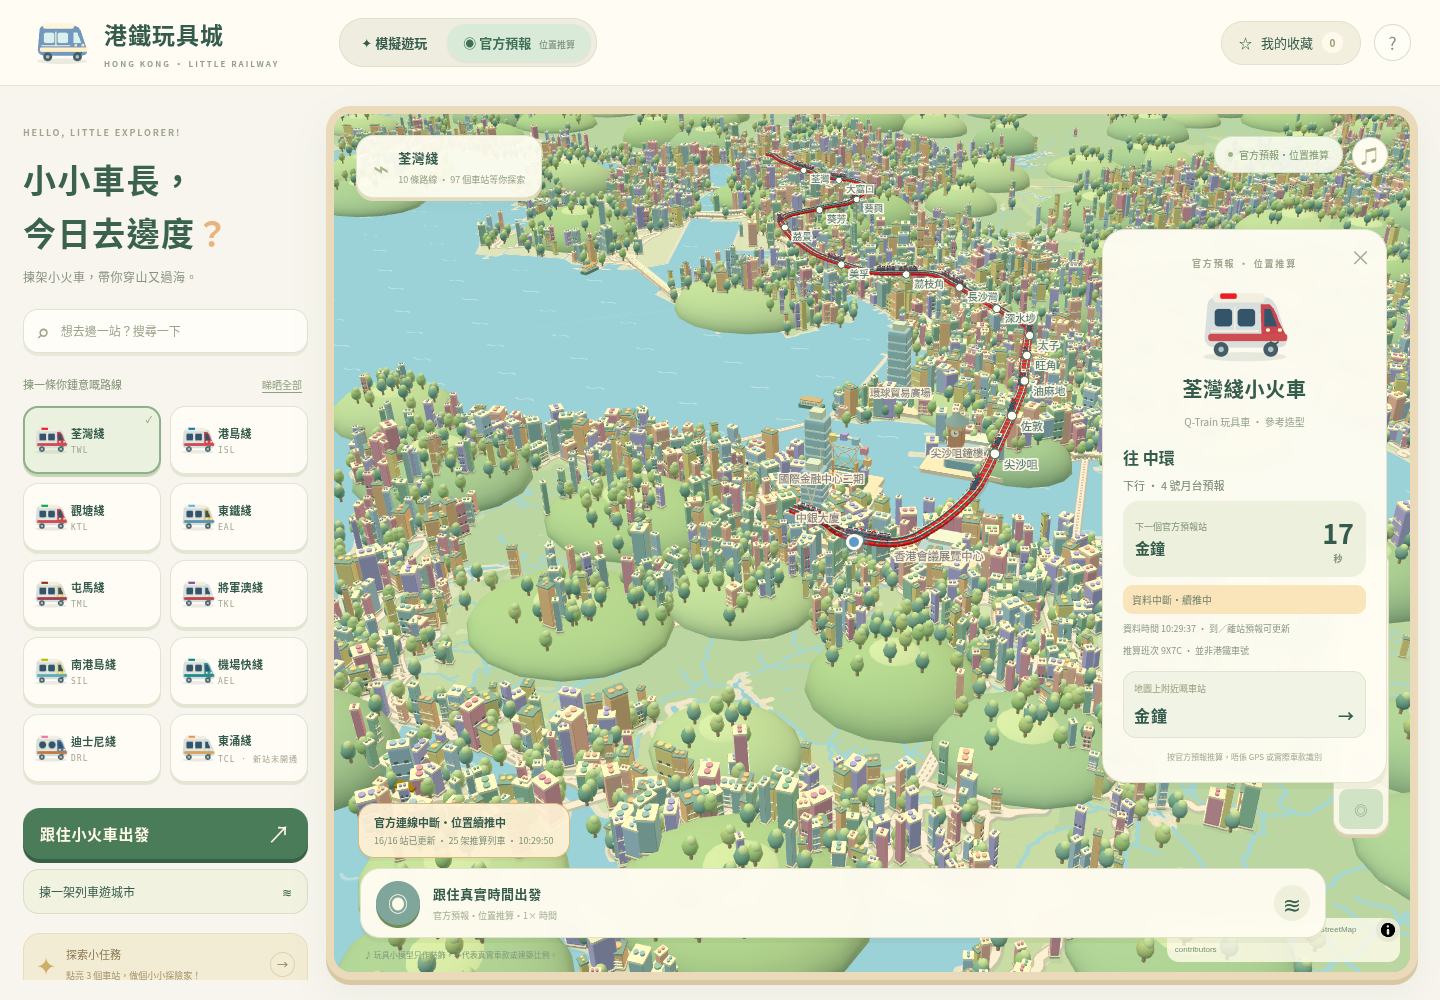 港鐵玩具城
HONG KONG · LITTLE RAILWAY
✦ 模擬遊玩
◉ 官方預報 位置推算
☆ 我的收藏 0
?
HELLO, LITTLE EXPLORER!
小小車長，
今日去邊度？
揀架小火車，帶你穿山又過海。
想去邊一站？搜尋一下
揀一條你鍾意嘅路線
睇晒全部
荃灣綫
TWL
✓
港島綫
ISL
觀塘綫
KTL
東鐵綫
EAL
屯馬綫
TML
將軍澳綫
TKL
南港島綫
SIL
機場快綫
AEL
迪士尼綫
DRL
東涌綫
TCL · 新站未開通
跟住小火車出發
揀一架列車遊城市
探索小任務
點亮 3 個車站，做個小小探險家！
荃灣綫
10 條路線 · 97 個車站等你探索
官方預報 · 位置推算
荃灣
大窩口
葵興
葵芳
荔景
美孚
荔枝角
長沙灣
深水埗
太子
旺角
油麻地
佐敦
尖沙咀
環球貿易廣場
尖沙咀鐘樓
國際金融中心二期
中銀大廈
香港會議展覽中心
官方預報 · 位置推算
荃灣綫小火車
Q-Train 玩具車 · 參考造型
往 中環
下行 · 4 號月台預報
下一個官方預報站
金鐘
17
秒
資料中斷 · 續推中
資料時間 10:29:37 · 到／離站預報可更新
推算班次 9X7C · 並非港鐵車號
地圖上附近嘅車站
金鐘
→
按官方預報推算，唔係 GPS 或實際車款識別
官方連線中斷 · 位置續推中
16/16 站已更新 · 25 架推算列車 · 10:29:50
跟住真實時間出發
官方預報 · 位置推算 · 1× 時間
StreetMap
contributors